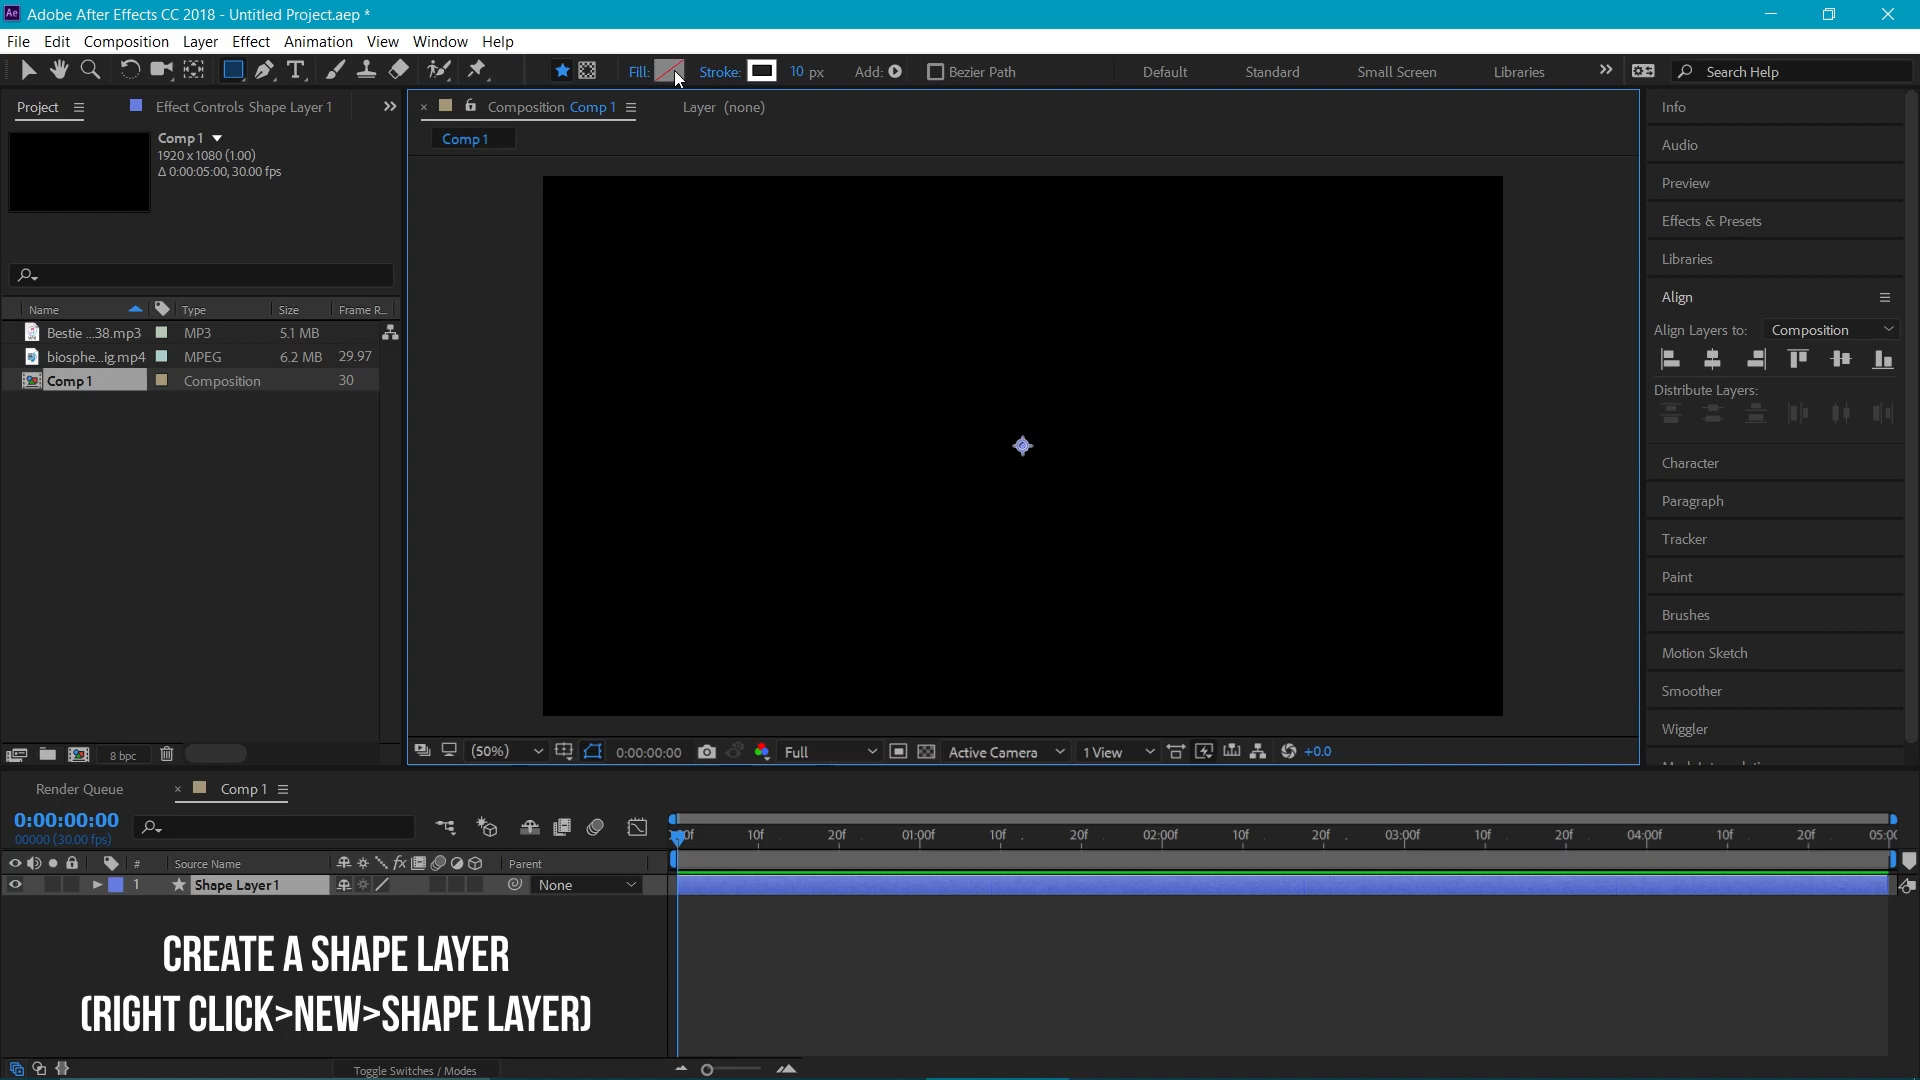 Ae Adobe After Effects CC 2018 - Untitled Project.aep *
File Edit Composition Layer Effect Animation View Window Help
Fill: Stroke: 10 px Add: Bezier Path Default Standard Small Screen Libraries Search Help
Project Effect Controls Shape Layer 1
Composition Comp 1 Layer (none)
Comp 1
Comp 1
1920 x 1080 (1.00)
Δ 0:00:05:00, 30.00 fps
Name Type Size Frame R...
Bestie ...38.mp3 MP3 5.1 MB
biosphe...ig.mp4 MPEG 6.2 MB 29.97
Comp 1 Composition 30
8 bpc
(50%) 0:00:00:00 Full Active Camera 1 View +0.0
Info
Audio
Preview
Effects & Presets
Libraries
Align
Align Layers to: Composition
Distribute Layers:
Character
Paragraph
Tracker
Paint
Brushes
Motion Sketch
Smoother
Wiggler
Render Queue Comp 1
0:00:00:00
00000 (30.00 fps)
10f 20f 01:00f 10f 20f 02:00f 10f 20f 03:00f 10f 20f 04:00f 10f 20f
# Source Name fx Parent
1 Shape Layer 1 None
CREATE A SHAPE LAYER
(RIGHT CLICK>NEW>SHAPE LAYER)
Toggle Switches / Modes